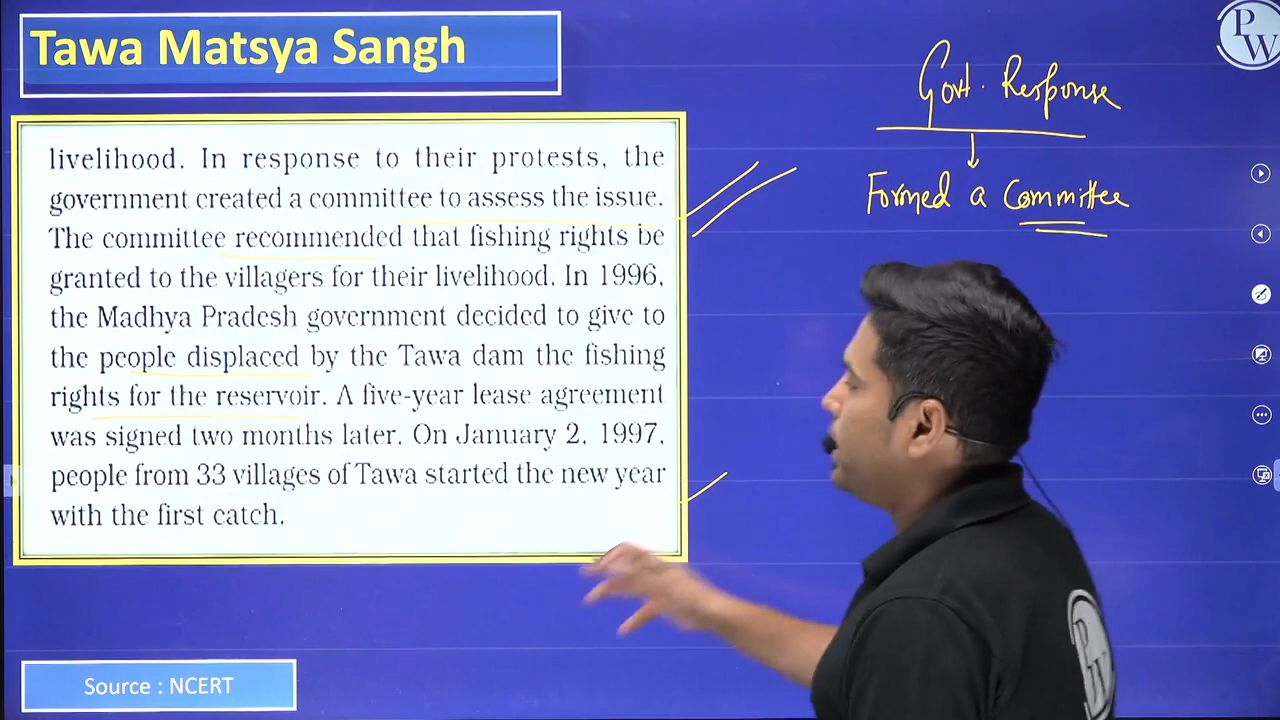 Tawa Matsya Sangh
livelihood. In response to their protests, the
government created a committee to assess the issue.
The committee recommended that fishing rights be
granted to the villagers for their livelihood. In 1996,
the Madhya Pradesh government decided to give to
the people displaced by the Tawa dam the fishing
rights for the reservoir. A five-year lease agreement
was signed two months later. On January 2, 1997,
people from 33 villages of Tawa started the new year
with the first catch.
Source : NCERT
Govt. Response
Formed a Committee
PW
PW